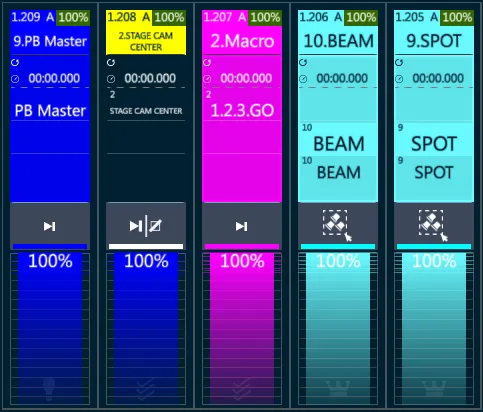 1.209 A 100%
9.PB Master
00:00.000
PB Master
100%
1.208 A 100%
2.STAGE CAM
CENTER
00:00.000
2
STAGE CAM CENTER
100%
1.207 A 100%
2.Macro
00:00.000
2
1.2.3.GO
100%
1.206 A 100%
10.BEAM
00:00.000
10
BEAM
10
BEAM
100%
1.205 A 100%
9.SPOT
00:00.000
9
SPOT
9
SPOT
100%